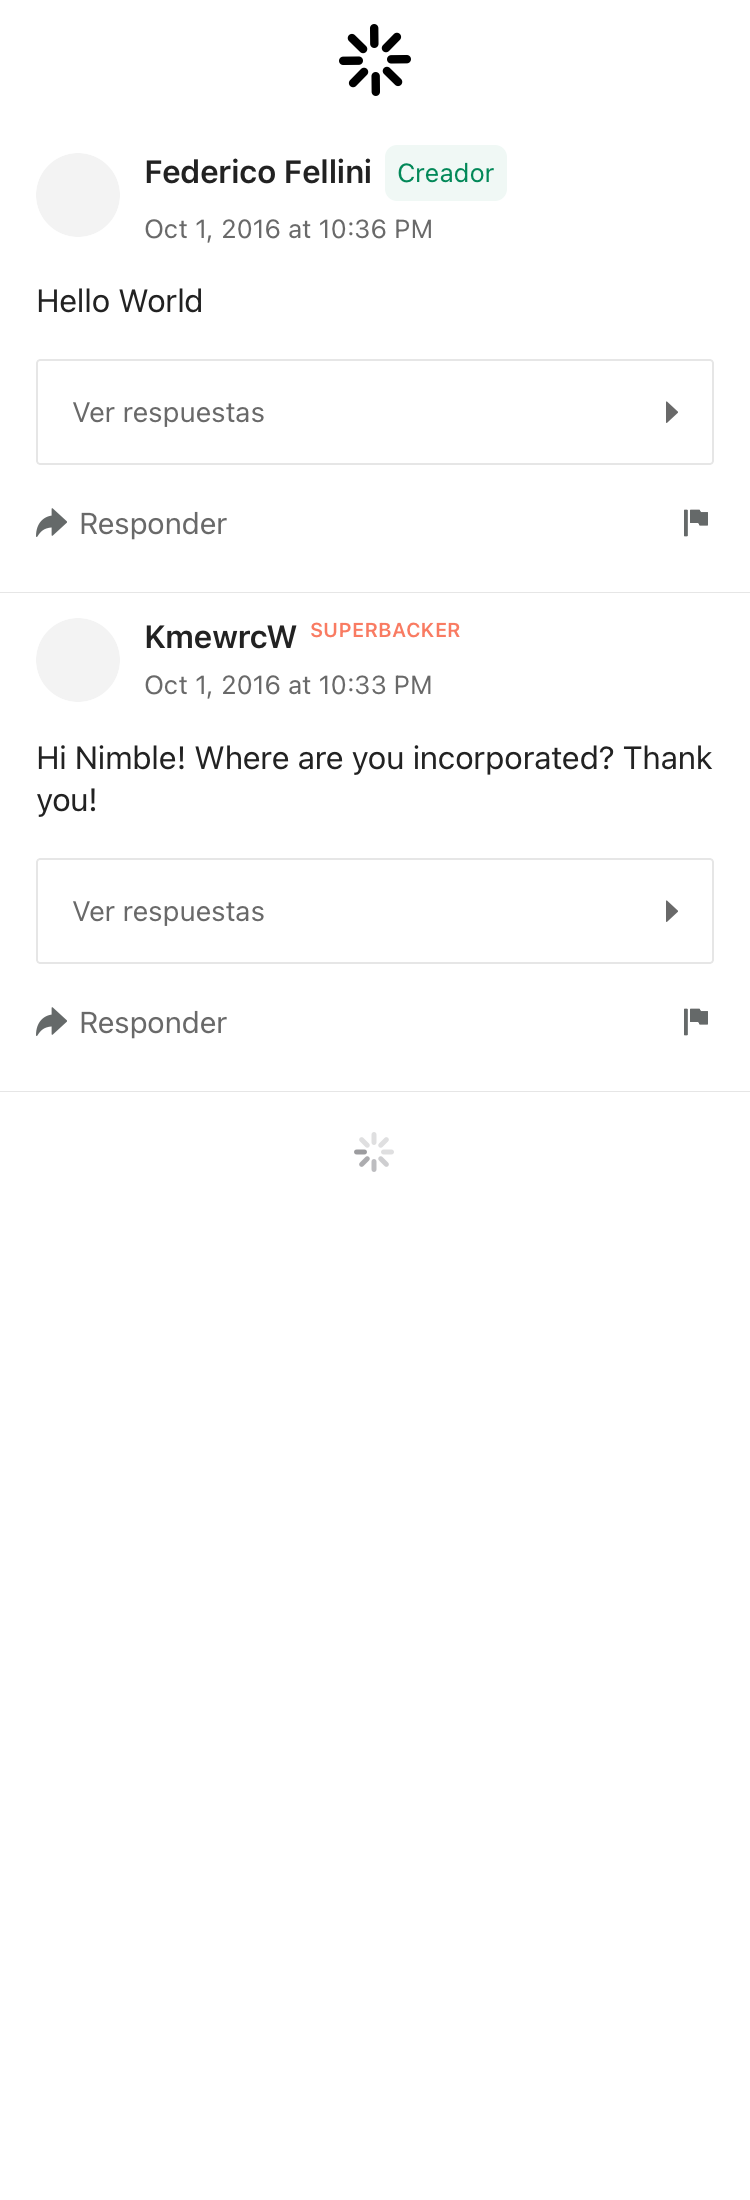 Federico Fellini Creador
Oct 1, 2016 at 10:36 PM
Hello World
Ver respuestas
Responder
KmewrcW SUPERBACKER
Oct 1, 2016 at 10:33 PM
Hi Nimble! Where are you incorporated? Thank
you!
Ver respuestas
Responder